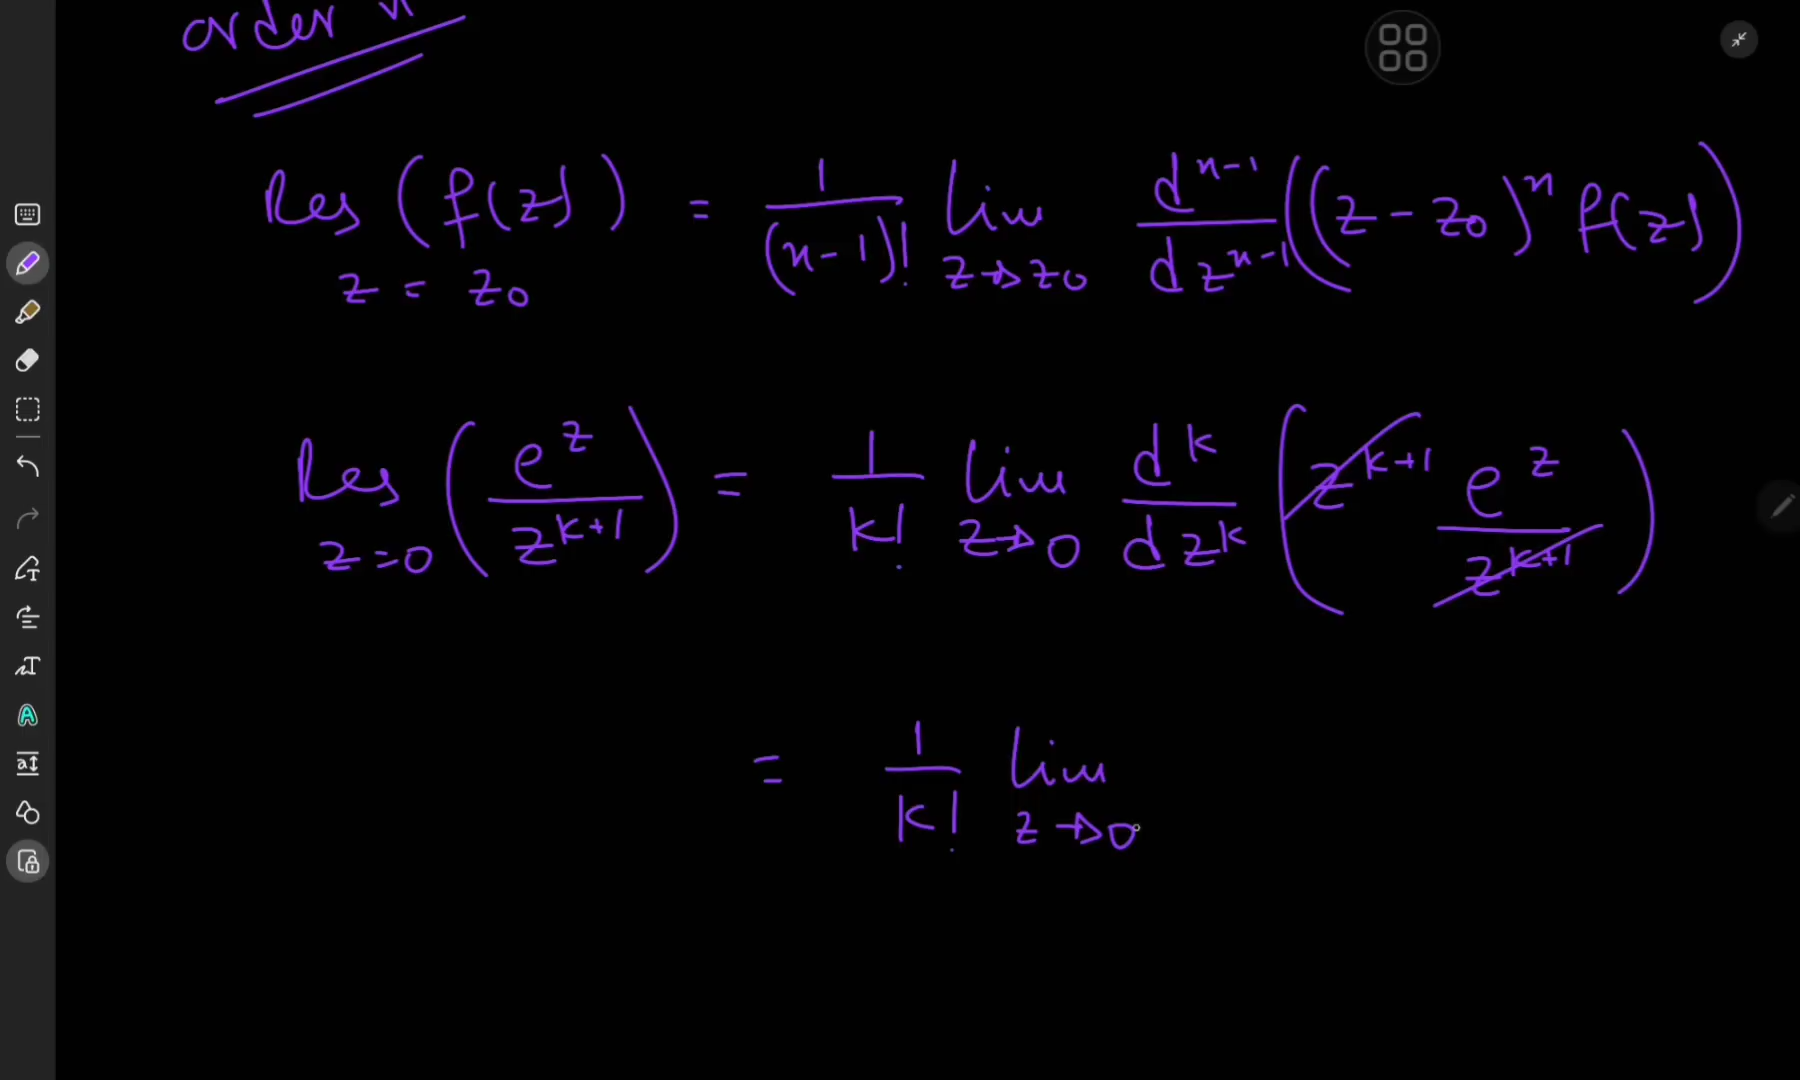 order n
Res (f(z)) = 1/(n-1)! lim d^(n-1)/dz^(n-1) ((z - z₀)^n f(z))
z = z₀ z→z₀
Res (e^z/z^(k+1)) = 1/k! lim d^k/dz^k (z^(k+1) e^z/z^(k+1))
z=0 z→0
= 1/k! lim
z→0